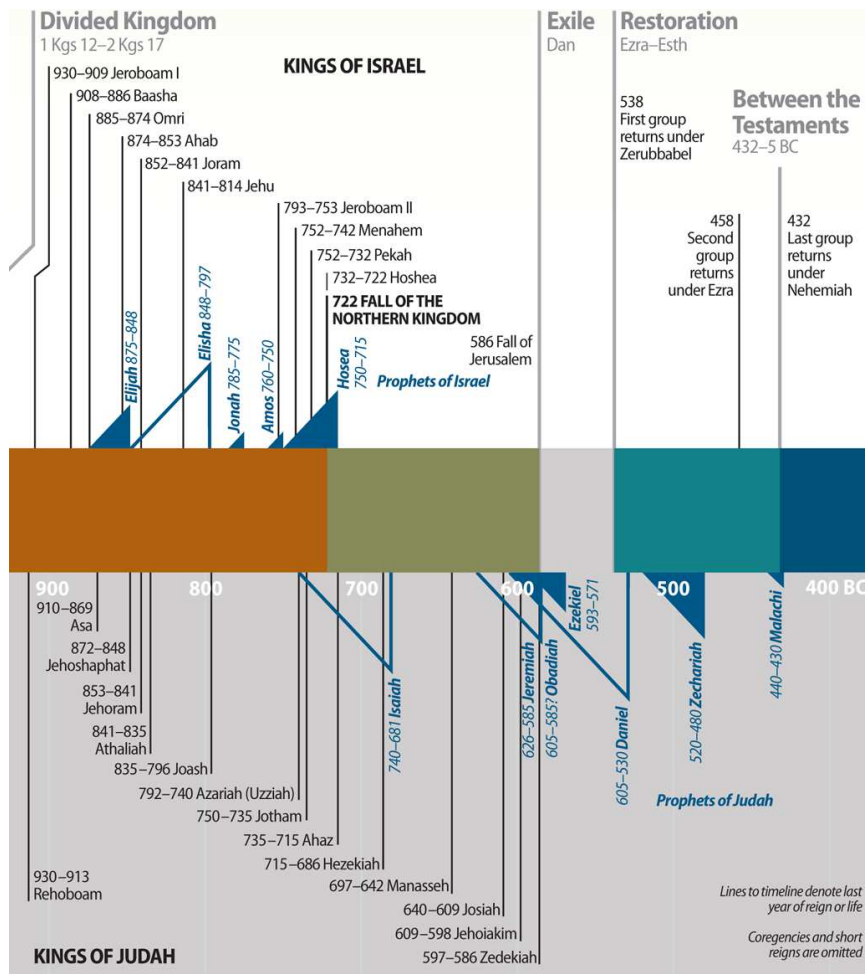 Divided Kingdom
1 Kgs 12–2 Kgs 17
Exile
Dan
Restoration
Ezra–Esth
KINGS OF ISRAEL
930–909 Jeroboam I
908–886 Baasha
885–874 Omri
874–853 Ahab
852–841 Joram
841–814 Jehu
793–753 Jeroboam II
752–742 Menahem
752–732 Pekah
732–722 Hoshea
722 FALL OF THE
NORTHERN KINGDOM
586 Fall of
Jerusalem
538
First group
returns under
Zerubbabel
Between the
Testaments
432–5 BC
458
Second
group
returns
under Ezra
432
Last group
returns
under
Nehemiah
Elijah 875–848
Elisha 848–797
Jonah 785–775
Amos 760–750
Hosea
750–715
Prophets of Israel
900
800
700
600
500
400 BC
910–869
Asa
872–848
Jehoshaphat
853–841
Jehoram
841–835
Athaliah
835–796 Joash
792–740 Azariah (Uzziah)
750–735 Jotham
735–715 Ahaz
715–686 Hezekiah
697–642 Manasseh
640–609 Josiah
609–598 Jehoiakim
597–586 Zedekiah
930–913
Rehoboam
740–681 Isaiah
626–585 Jeremiah
605–585? Obadiah
Ezekiel
593–571
605–530 Daniel
520–480 Zechariah
440–430 Malachi
Prophets of Judah
Lines to timeline denote last
year of reign or life
Coregencies and short
reigns are omitted
KINGS OF JUDAH